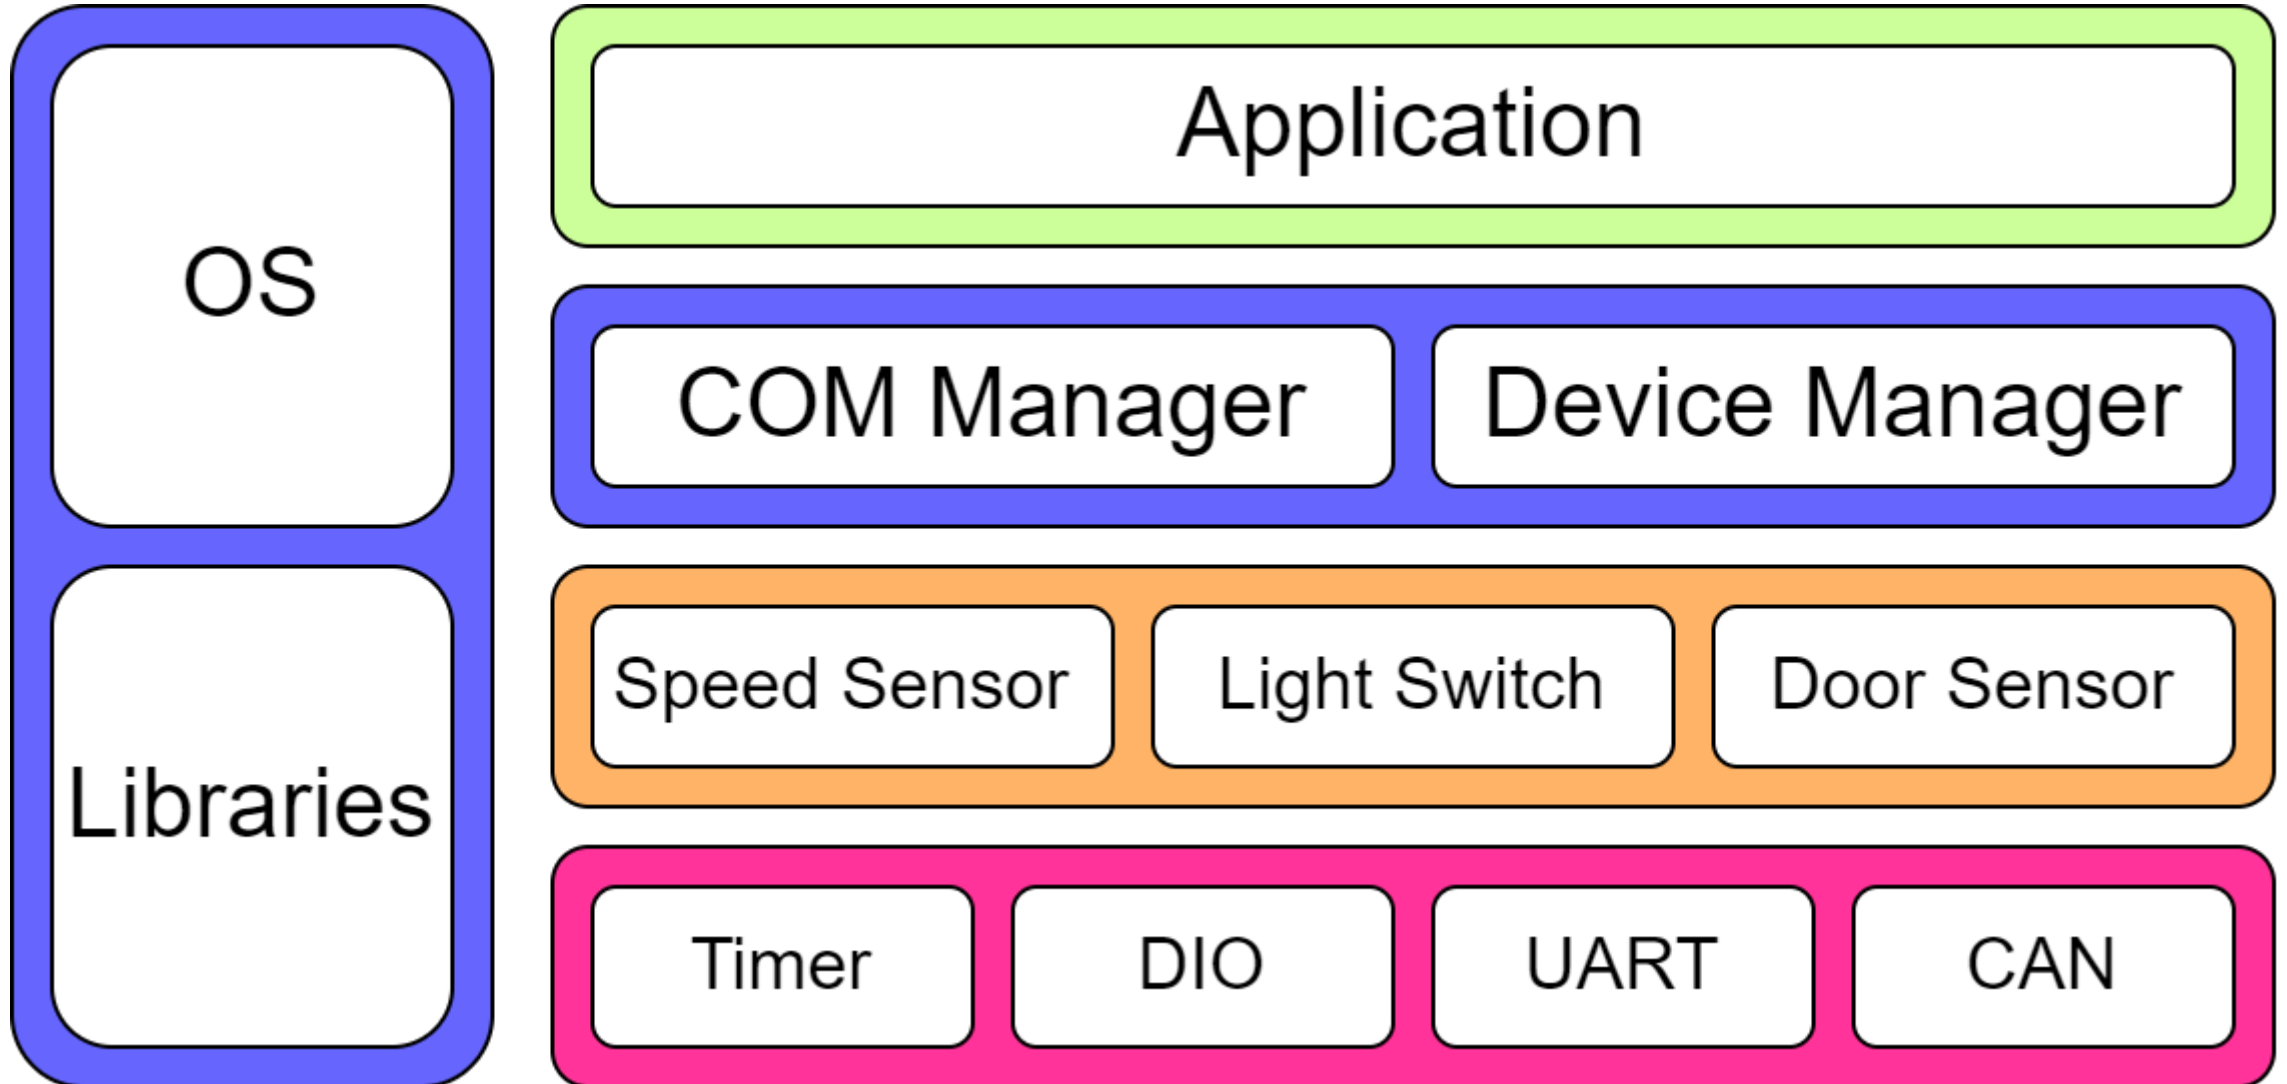 OS
Libraries
Application
COM Manager
Device Manager
Speed Sensor
Light Switch
Door Sensor
Timer
DIO
UART
CAN